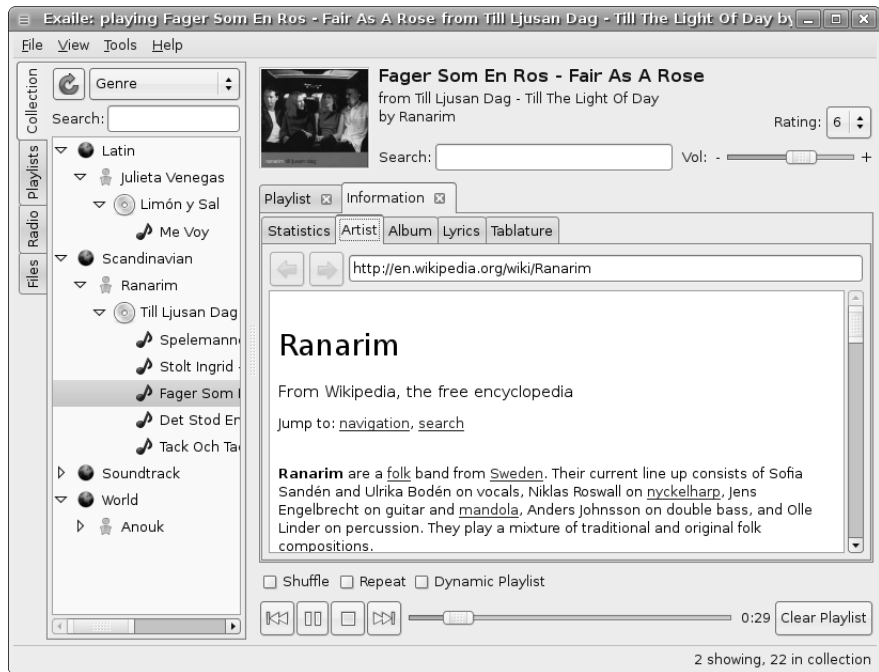 Exaile: playing Fager Som En Ros - Fair As A Rose from Till Ljusan Dag - Till The Light Of Day by
File View Tools Help
Collection
Playlists
Radio
Files
Genre
Search:
Latin
Julieta Venegas
Limón y Sal
Me Voy
Scandinavian
Ranarim
Till Ljusan Dag
Spelemann
Stolt Ingrid -
Fager Som E
Det Stod En
Tack Och Ta
Soundtrack
World
Anouk
Fager Som En Ros - Fair As A Rose
from Till Ljusan Dag - Till The Light Of Day
by Ranarim
Rating: 6
Search:
Vol: - +
Playlist Information
Statistics Artist Album Lyrics Tablature
http://en.wikipedia.org/wiki/Ranarim
Ranarim
From Wikipedia, the free encyclopedia
Jump to: navigation, search
Ranarim are a folk band from Sweden. Their current line up consists of Sofia
Sandén and Ulrika Bodén on vocals, Niklas Roswall on nyckelharp, Jens
Engelbrecht on guitar and mandola, Anders Johnsson on double bass, and Olle
Linder on percussion. They play a mixture of traditional and original folk
compositions.
Shuffle Repeat Dynamic Playlist
0:29 Clear Playlist
2 showing, 22 in collection